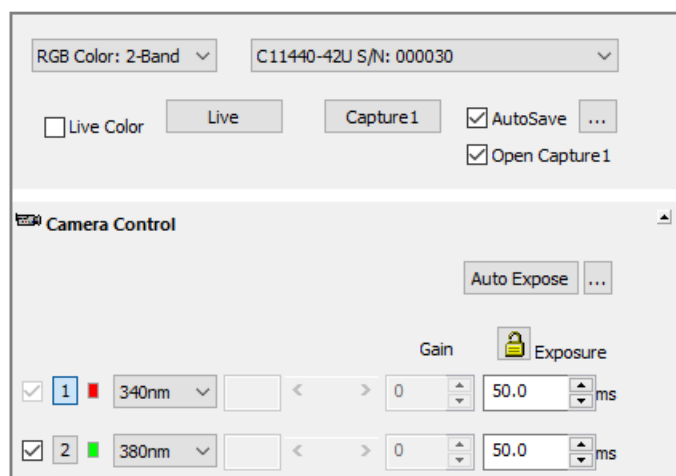 RGB Color: 2-Band C11440-42U S/N: 000030
Live Color Live Capture1 AutoSave ...
Open Capture1
Camera Control
Auto Expose ...
Gain Exposure
1 340nm < > 0 50.0 ms
2 380nm < > 0 50.0 ms